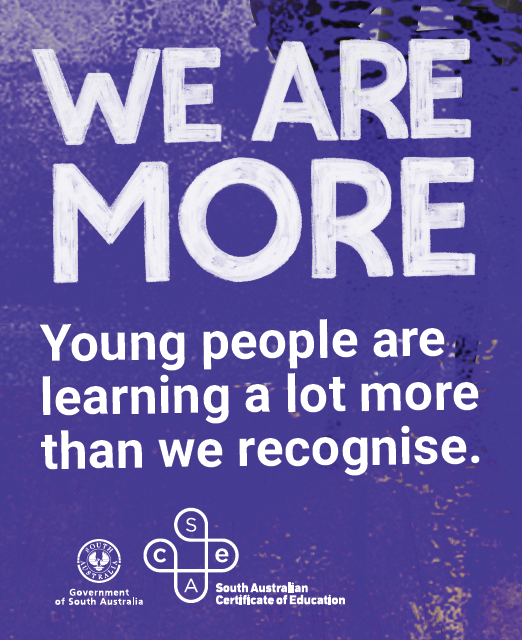 WE ARE
MORE
Young people are
learning a lot more
than we recognise.
SOUTH
AUSTRALIA
Government
of South Australia
S
c e
A
South Australian
Certificate of Education